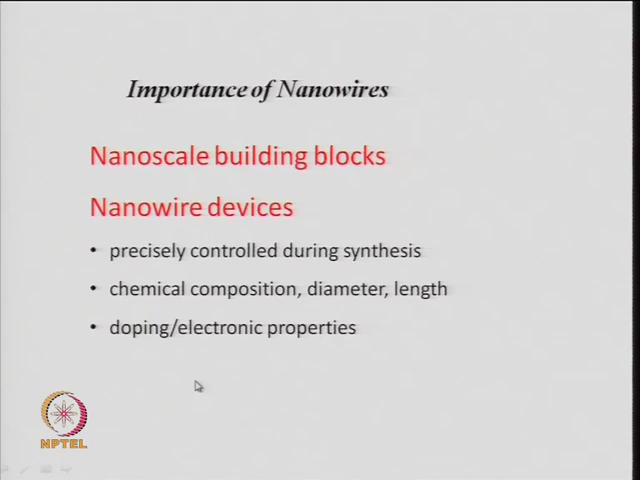 Importance of Nanowires
Nanoscale building blocks
Nanowire devices
• precisely controlled during synthesis
• chemical composition, diameter, length
• doping/electronic properties
NPTEL